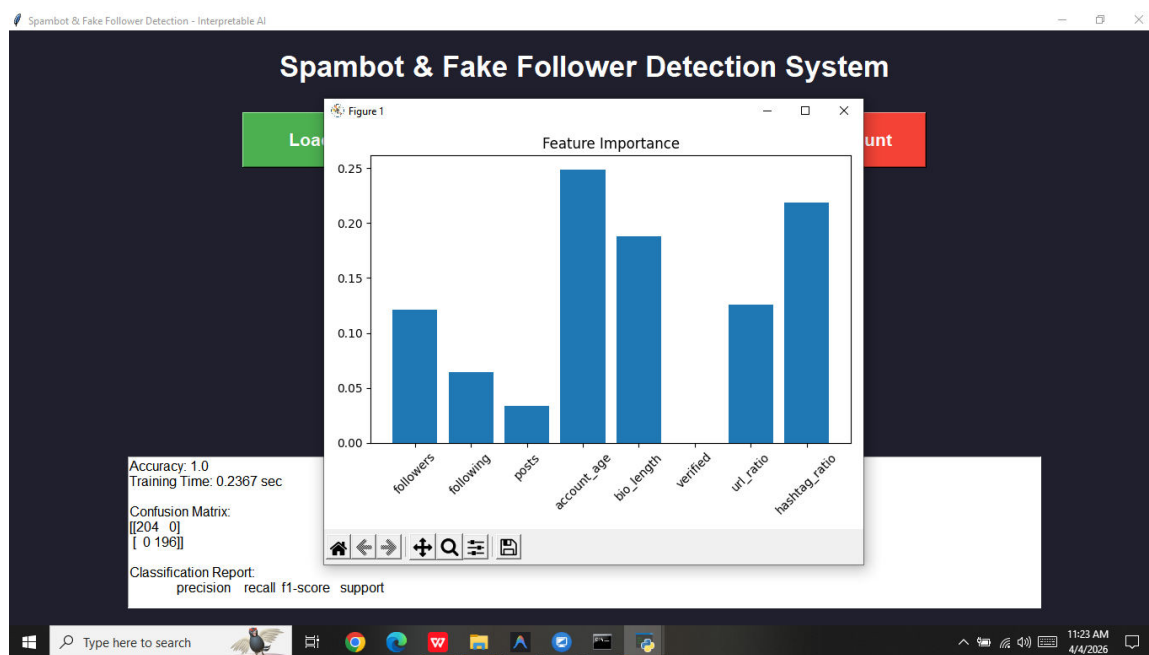 Spambot & Fake Follower Detection - Interpretable AI
Spambot & Fake Follower Detection System
Loa
unt
Figure 1
Feature Importance
0.25
0.20
0.15
0.10
0.05
0.00
followers
following
posts
account_age
bio_length
verified
url_ratio
hashtag_ratio
Accuracy: 1.0
Training Time: 0.2367 sec
Confusion Matrix:
[[204 0]
[ 0 196]]
Classification Report:
precision recall f1-score support
Type here to search
11:23 AM
4/4/2026